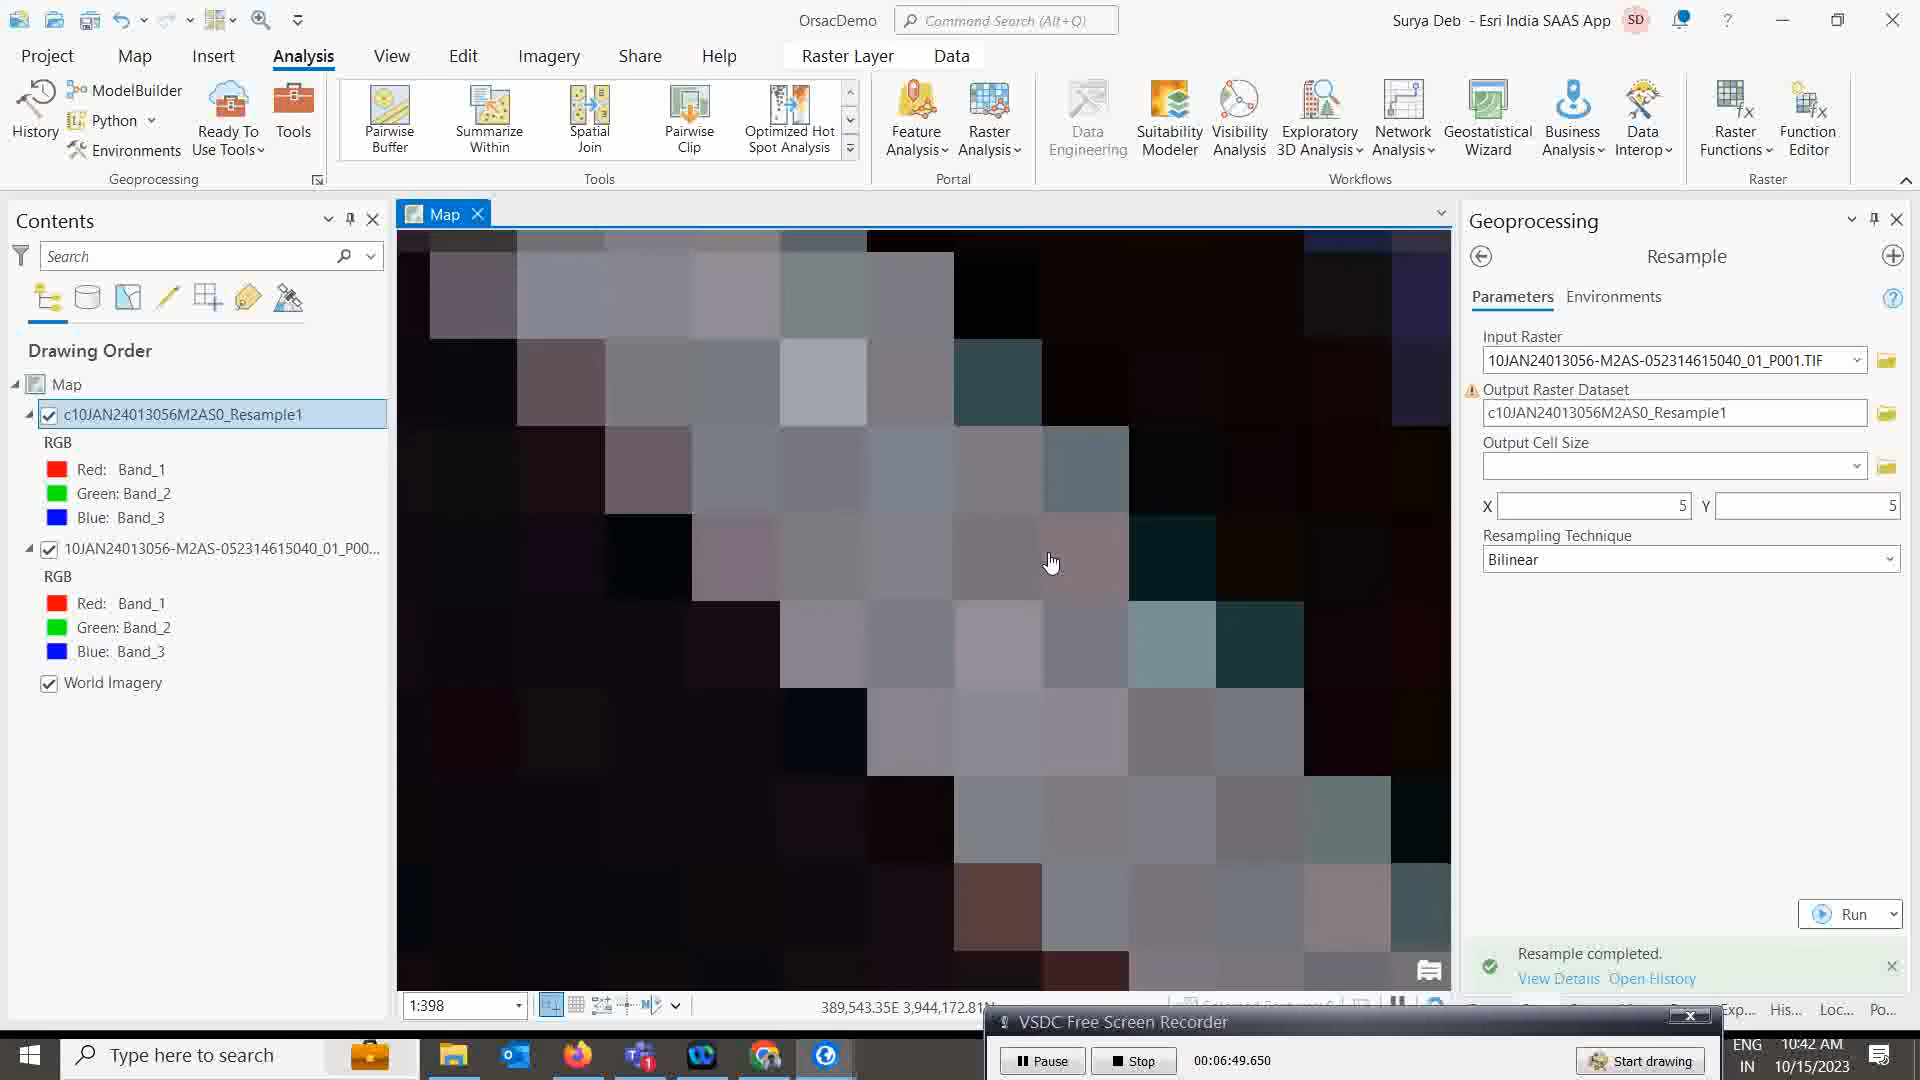 OrsacDemo
Command Search (Alt+Q)
Surya Deb - Esri India SAAS App
SD
Project
Map
Insert
Analysis
View
Edit
Imagery
Share
Help
Raster Layer
Data
History
ModelBuilder
Python
Environments
Ready To
Use Tools
Tools
Geoprocessing
Pairwise
Buffer
Summarize
Within
Spatial
Join
Pairwise
Clip
Optimized Hot
Spot Analysis
Tools
Feature
Analysis
Raster
Analysis
Portal
Data
Engineering
Suitability
Modeler
Visibility
Analysis
Exploratory
3D Analysis
Network
Analysis
Geostatistical
Wizard
Business
Analysis
Data
Interop
Workflows
Raster
Functions
Function
Editor
Raster
Contents
Search
Drawing Order
Map
c10JAN24013056M2AS0_Resample1
RGB
Red: Band_1
Green: Band_2
Blue: Band_3
10JAN24013056-M2AS-052314615040_01_P00...
RGB
Red: Band_1
Green: Band_2
Blue: Band_3
World Imagery
Map
1:398
389,543.35E 3,944,172.81N
Geoprocessing
Resample
Parameters
Environments
Input Raster
10JAN24013056-M2AS-052314615040_01_P001.TIF
Output Raster Dataset
c10JAN24013056M2AS0_Resample1
Output Cell Size
X 5 Y 5
Resampling Technique
Bilinear
Run
Resample completed.
View Details Open History
Exp... His... Loc... Po...
VSDC Free Screen Recorder
Pause
Stop
00:06:49.650
Start drawing
Type here to search
ENG
IN
10:42 AM
10/15/2023